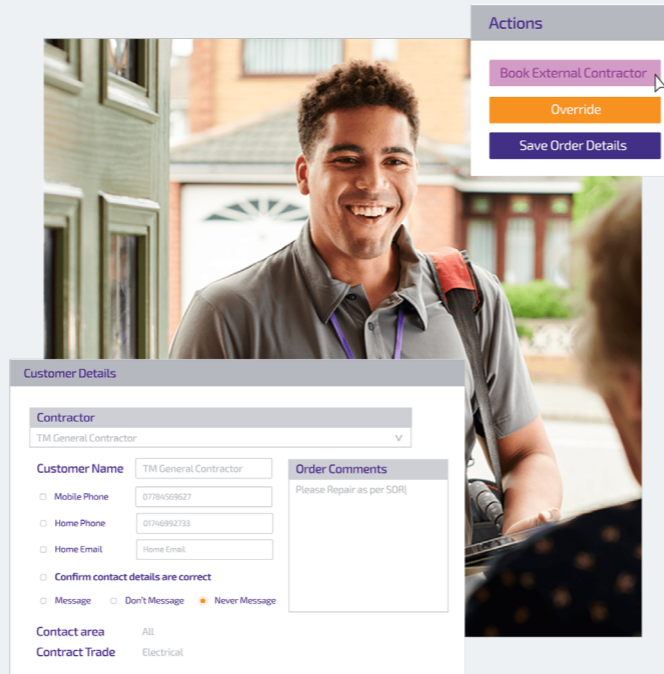 Actions
Book External Contractor
Override
Save Order Details
Customer Details
Contractor
TM General Contractor
V
Customer Name TM General Contractor
Mobile Phone 07784569627
Home Phone 01746992733
Home Email Home Email
Confirm contact details are correct
Message Don't Message Never Message
Order Comments
Please Repair as per SOR
Contact area All
Contract Trade Electrical